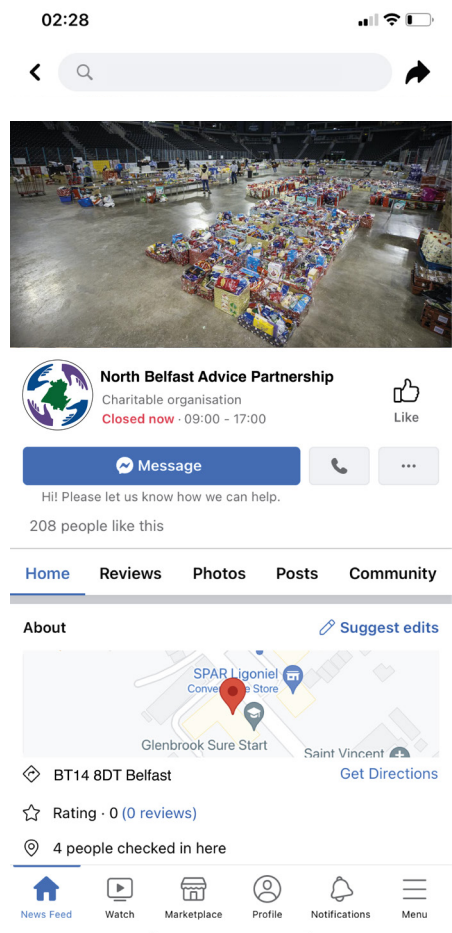 02:28
North Belfast Advice Partnership
Charitable organisation
Closed now · 09:00 - 17:00
Like
Message
Hi! Please let us know how we can help.
208 people like this
Home Reviews Photos Posts Community
About Suggest edits
SPAR Ligoniel
Store
Glenbrook Sure Start
Saint Vincent
BT14 8DT Belfast Get Directions
Rating · 0 (0 reviews)
4 people checked in here
News Feed Watch Marketplace Profile Notifications Menu